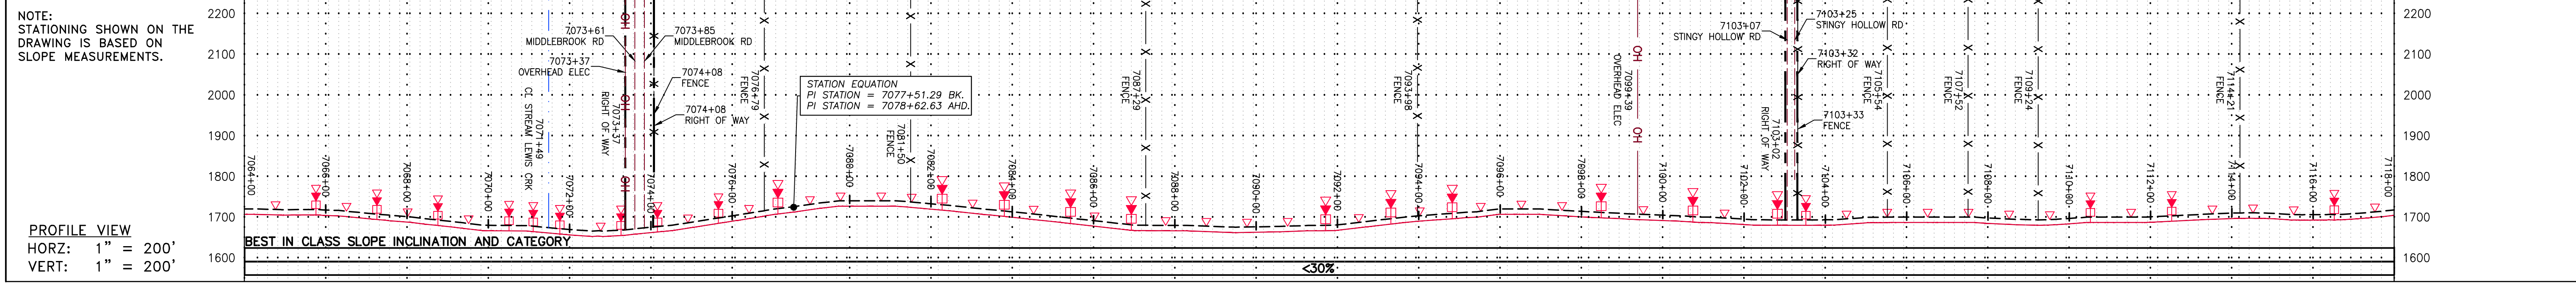 NOTE:
STATIONING SHOWN ON THE
DRAWING IS BASED ON
SLOPE MEASUREMENTS.
PROFILE VIEW
HORZ: 1" = 200'
VERT: 1" = 200'
2200
2100
2000
1900
1800
1700
1600
7064+00
7066+00
7068+00
7070+00
7071+49
CL STREAM LEWIS CRK
7072+00
7073+61
MIDDLEBROOK RD
7073+37
OVERHEAD ELEC
7073+37
RIGHT OF WAY
OH
OH
OH
7073+85
MIDDLEBROOK RD
7074+08
FENCE
7074+08
RIGHT OF WAY
7074+00
7076+00
7076+79
FENCE
STATION EQUATION
PI STATION = 7077+51.29 BK.
PI STATION = 7078+62.63 AHD.
7080+00
7081+50
FENCE
7082+00
7084+00
7086+00
7087+29
FENCE
7088+00
7090+00
7092+00
7093+98
FENCE
7094+00
7096+00
7098+00
7099+39
OVERHEAD ELEC
OH
OH
7100+00
7102+00
7103+07
STINGY HOLLOW RD
7103+02
RIGHT OF WAY
7103+25
STINGY HOLLOW RD
7103+32
RIGHT OF WAY
7103+33
FENCE
7104+00
7105+54
FENCE
7106+00
7107+52
FENCE
7108+00
7109+24
FENCE
7110+00
7112+00
7114+21
FENCE
7114+00
7116+00
7118+00
BEST IN CLASS SLOPE INCLINATION AND CATEGORY
<30%
2200
2100
2000
1900
1800
1700
1600